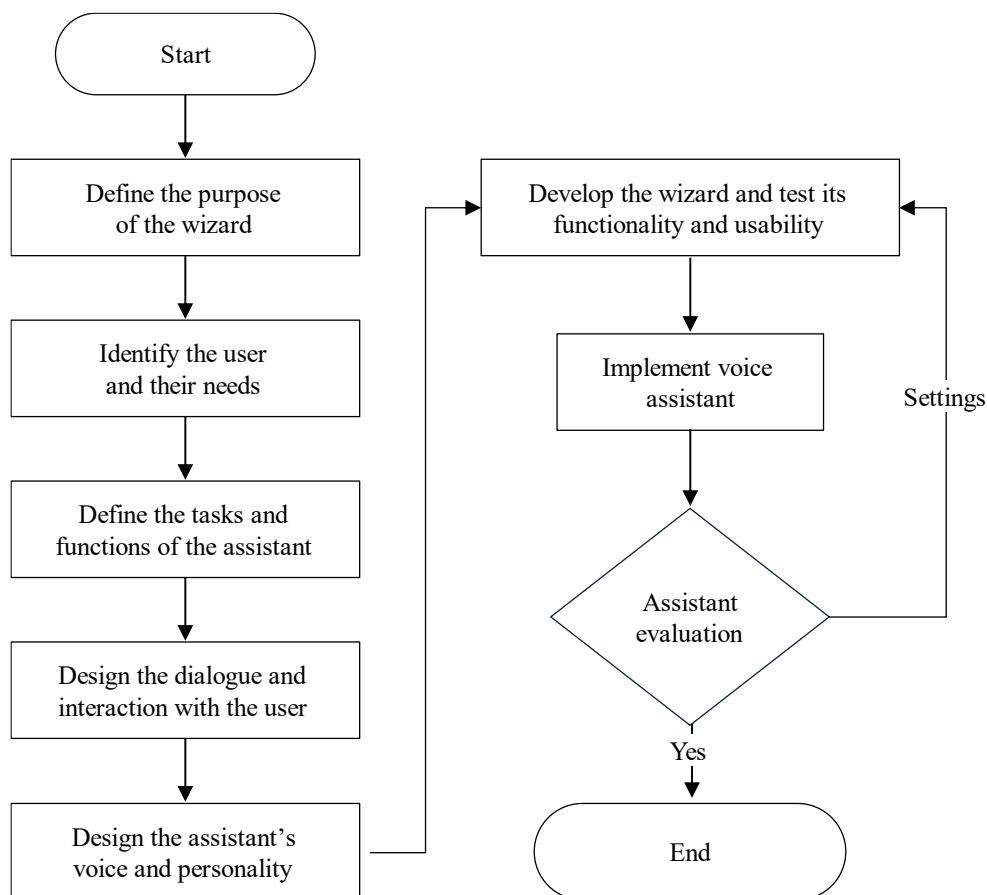 Start
Define the purpose
of the wizard
Identify the user
and their needs
Define the tasks and
functions of the assistant
Design the dialogue and
interaction with the user
Design the assistant’s
voice and personality
Develop the wizard and test its
functionality and usability
Implement voice
assistant
Settings
Assistant
evaluation
Yes
End